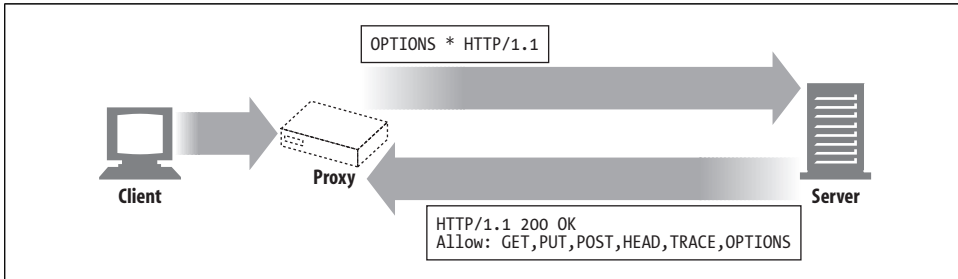 OPTIONS * HTTP/1.1
Client
Proxy
Server
HTTP/1.1 200 OK
Allow: GET,PUT,POST,HEAD,TRACE,OPTIONS